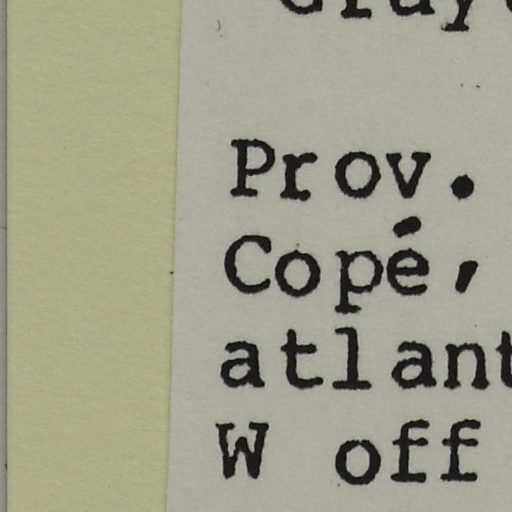 Prov.
Copé,
atlant
W off